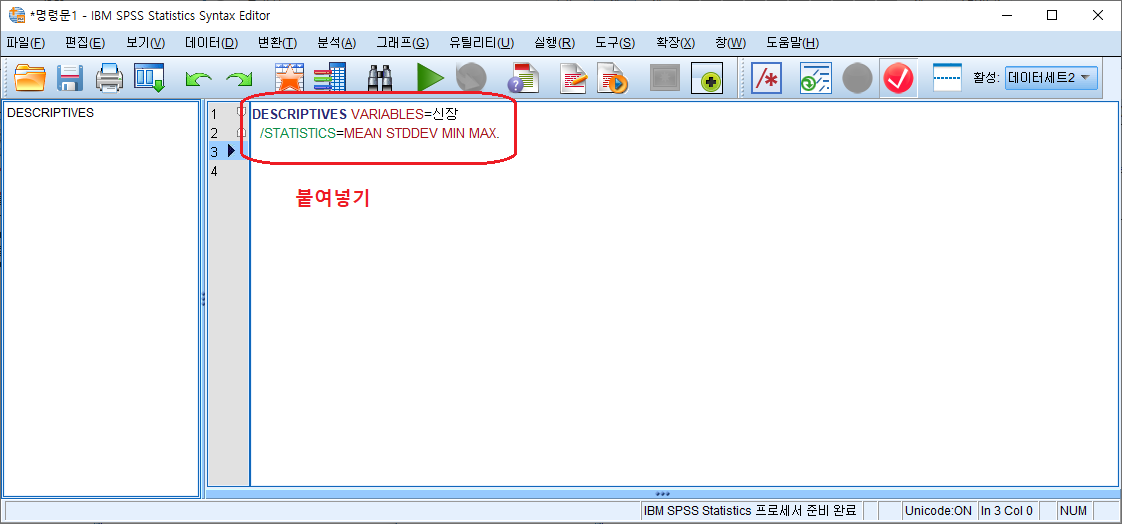 *명령문1 - IBM SPSS Statistics Syntax Editor
파일(F) 편집(E) 보기(V) 데이터(D) 변환(T) 분석(A) 그래프(G) 유틸리티(U) 실행(R) 도구(S) 확장(X) 창(W) 도움말(H)
활성: 데이터세트2
DESCRIPTIVES
1 DESCRIPTIVES VARIABLES=신장
2 /STATISTICS=MEAN STDDEV MIN MAX.
3
4
붙여넣기
IBM SPSS Statistics 프로세서 준비 완료 Unicode:ON In 3 Col 0 NUM